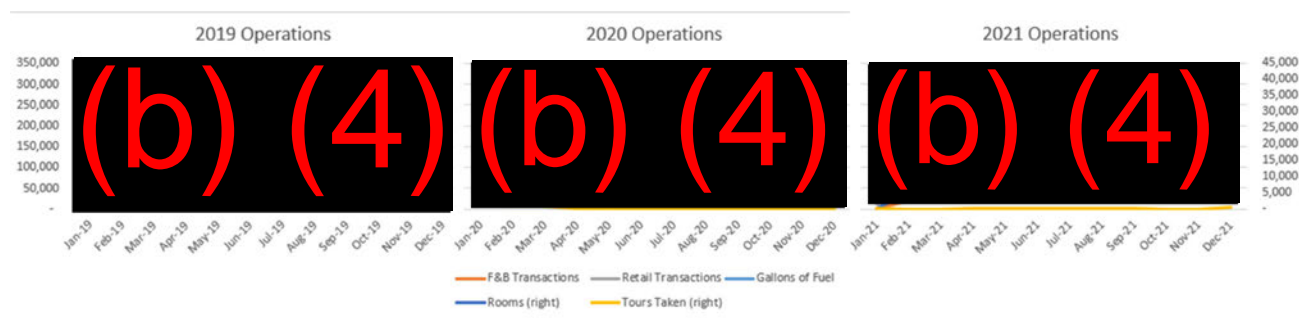 2019 Operations 2020 Operations 2021 Operations
350,000 45,000
300,000 40,000
250,000 35,000
200,000 30,000
150,000 25,000
100,000 20,000
50,000 15,000
- 10,000
5,000
-
(b) (4) (b) (4) (b) (4)
Jan-19 Feb-19 Mar-19 Apr-19 May-19 Jun-19 Jul-19 Aug-19 Sep-19 Oct-19 Nov-19 Dec-19
Jan-20 Feb-20 Mar-20 Apr-20 May-20 Jun-20 Jul-20 Aug-20 Sep-20 Oct-20 Nov-20 Dec-20
Jan-21 Feb-21 Mar-21 Apr-21 May-21 Jun-21 Jul-21 Aug-21 Sep-21 Oct-21 Nov-21 Dec-21
F&B Transactions Retail Transactions Gallons of Fuel
Rooms (right) Tours Taken (right)